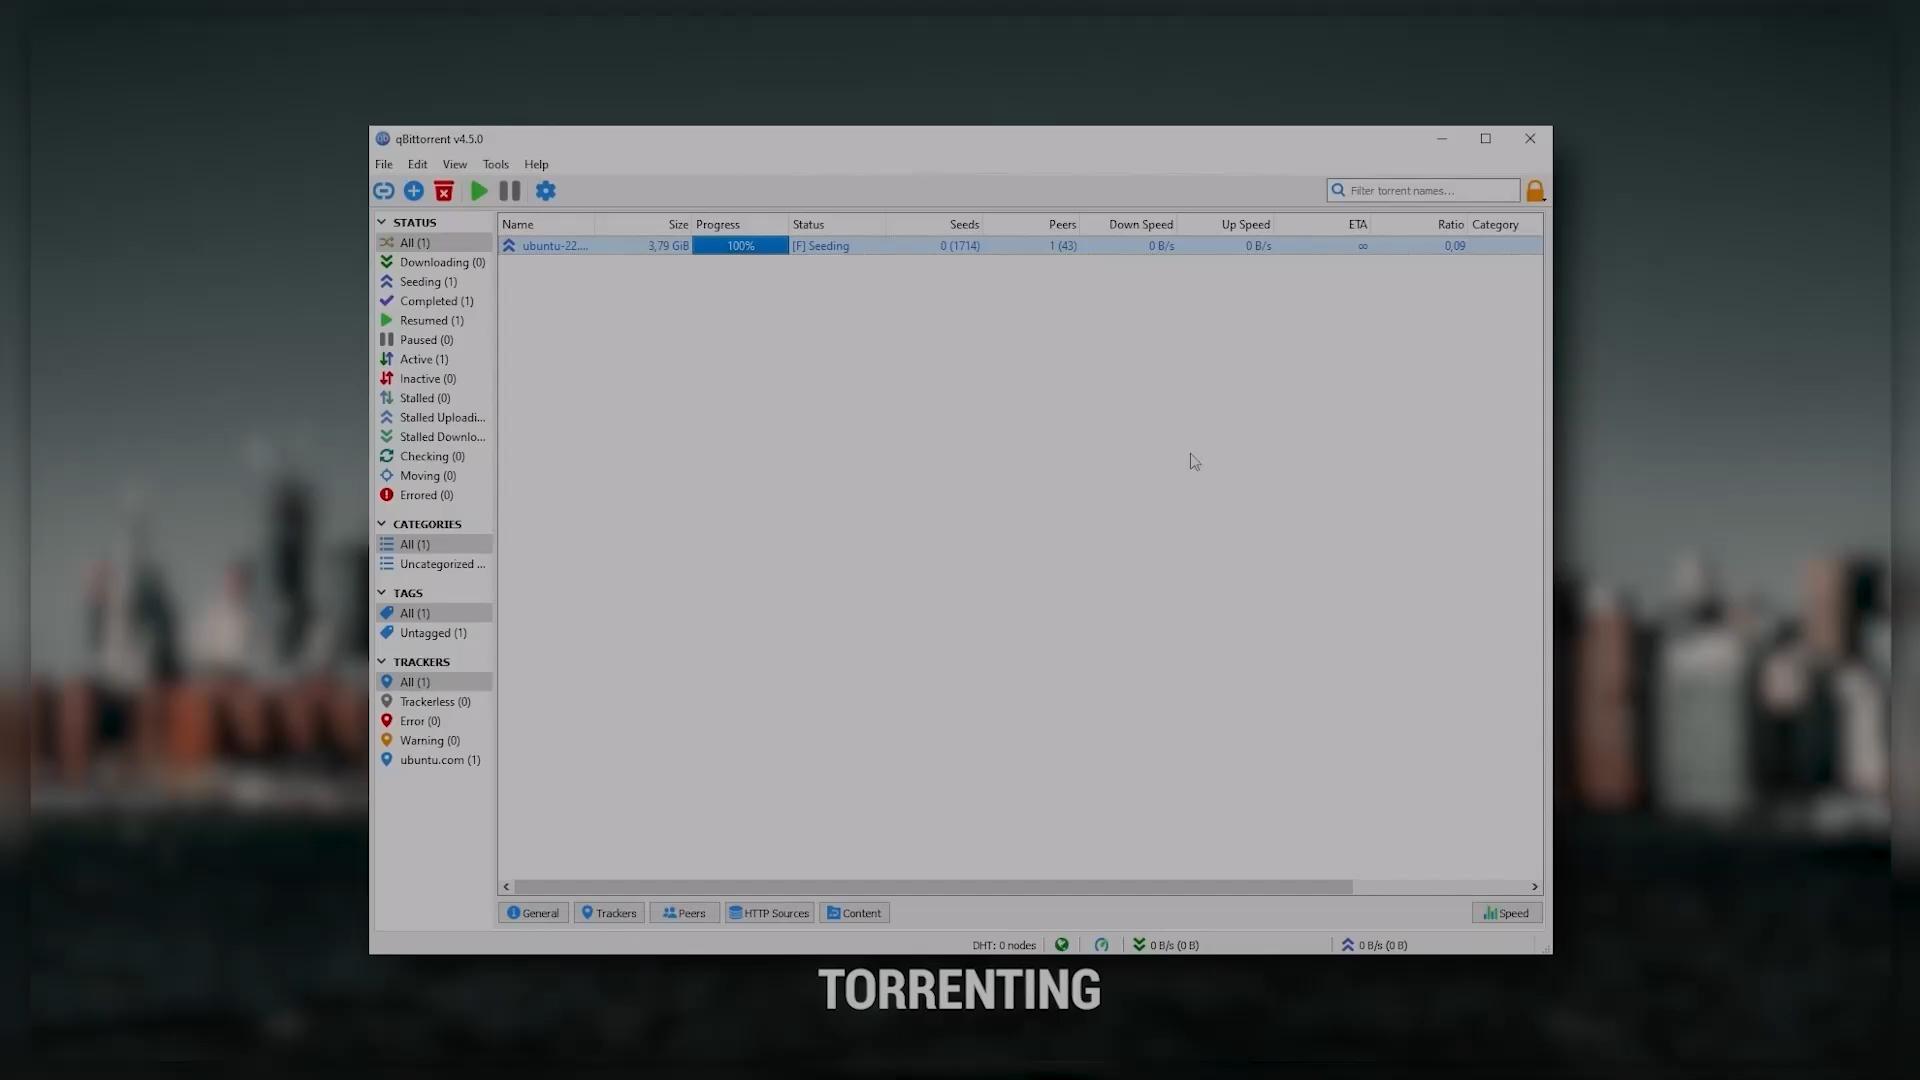 qBittorrent v4.5.0
File Edit View Tools Help
Filter torrent names...
STATUS
All (1)
Downloading (0)
Seeding (1)
Completed (1)
Resumed (1)
Paused (0)
Active (1)
Inactive (0)
Stalled (0)
Stalled Uploadi...
Stalled Downlo...
Checking (0)
Moving (0)
Errored (0)
CATEGORIES
All (1)
Uncategorized ...
TAGS
All (1)
Untagged (1)
TRACKERS
All (1)
Trackerless (0)
Error (0)
Warning (0)
ubuntu.com (1)
Name Size Progress Status Seeds Peers Down Speed Up Speed ETA Ratio Category
ubuntu-22.... 3,79 GiB 100% [F] Seeding 0 (1714) 1 (43) 0 B/s 0 B/s ∞ 0,09
General Trackers Peers HTTP Sources Content Speed
DHT: 0 nodes 0 B/s (0 B) 0 B/s (0 B)
TORRENTING